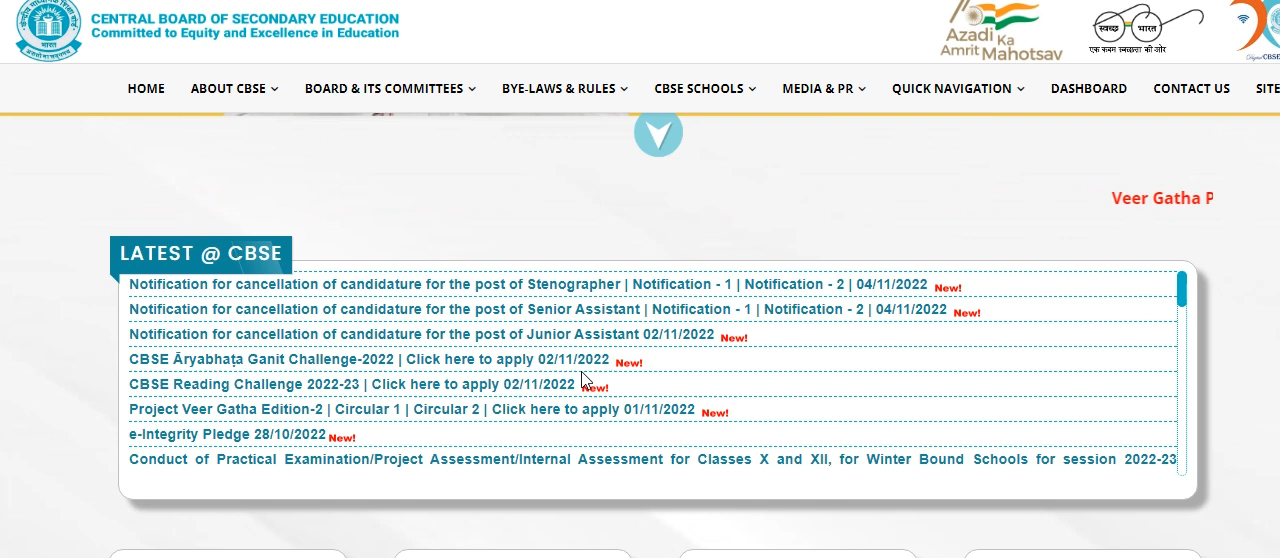 CENTRAL BOARD OF SECONDARY EDUCATION
Committed to Equity and Excellence in Education
भारत
Azadi Ka
Amrit Mahotsav
स्वच्छ भारत
एक कदम स्वच्छता की ओर
HOME ABOUT CBSE BOARD & ITS COMMITTEES BYE-LAWS & RULES CBSE SCHOOLS MEDIA & PR QUICK NAVIGATION DASHBOARD CONTACT US SITE
Veer Gatha P
LATEST @ CBSE
Notification for cancellation of candidature for the post of Stenographer | Notification - 1 | Notification - 2 | 04/11/2022 New!
Notification for cancellation of candidature for the post of Senior Assistant | Notification - 1 | Notification - 2 | 04/11/2022 New!
Notification for cancellation of candidature for the post of Junior Assistant 02/11/2022 New!
CBSE Āryabhaṭa Ganit Challenge-2022 | Click here to apply 02/11/2022 New!
CBSE Reading Challenge 2022-23 | Click here to apply 02/11/2022 New!
Project Veer Gatha Edition-2 | Circular 1 | Circular 2 | Click here to apply 01/11/2022 New!
e-Integrity Pledge 28/10/2022 New!
Conduct of Practical Examination/Project Assessment/Internal Assessment for Classes X and XII, for Winter Bound Schools for session 2022-23